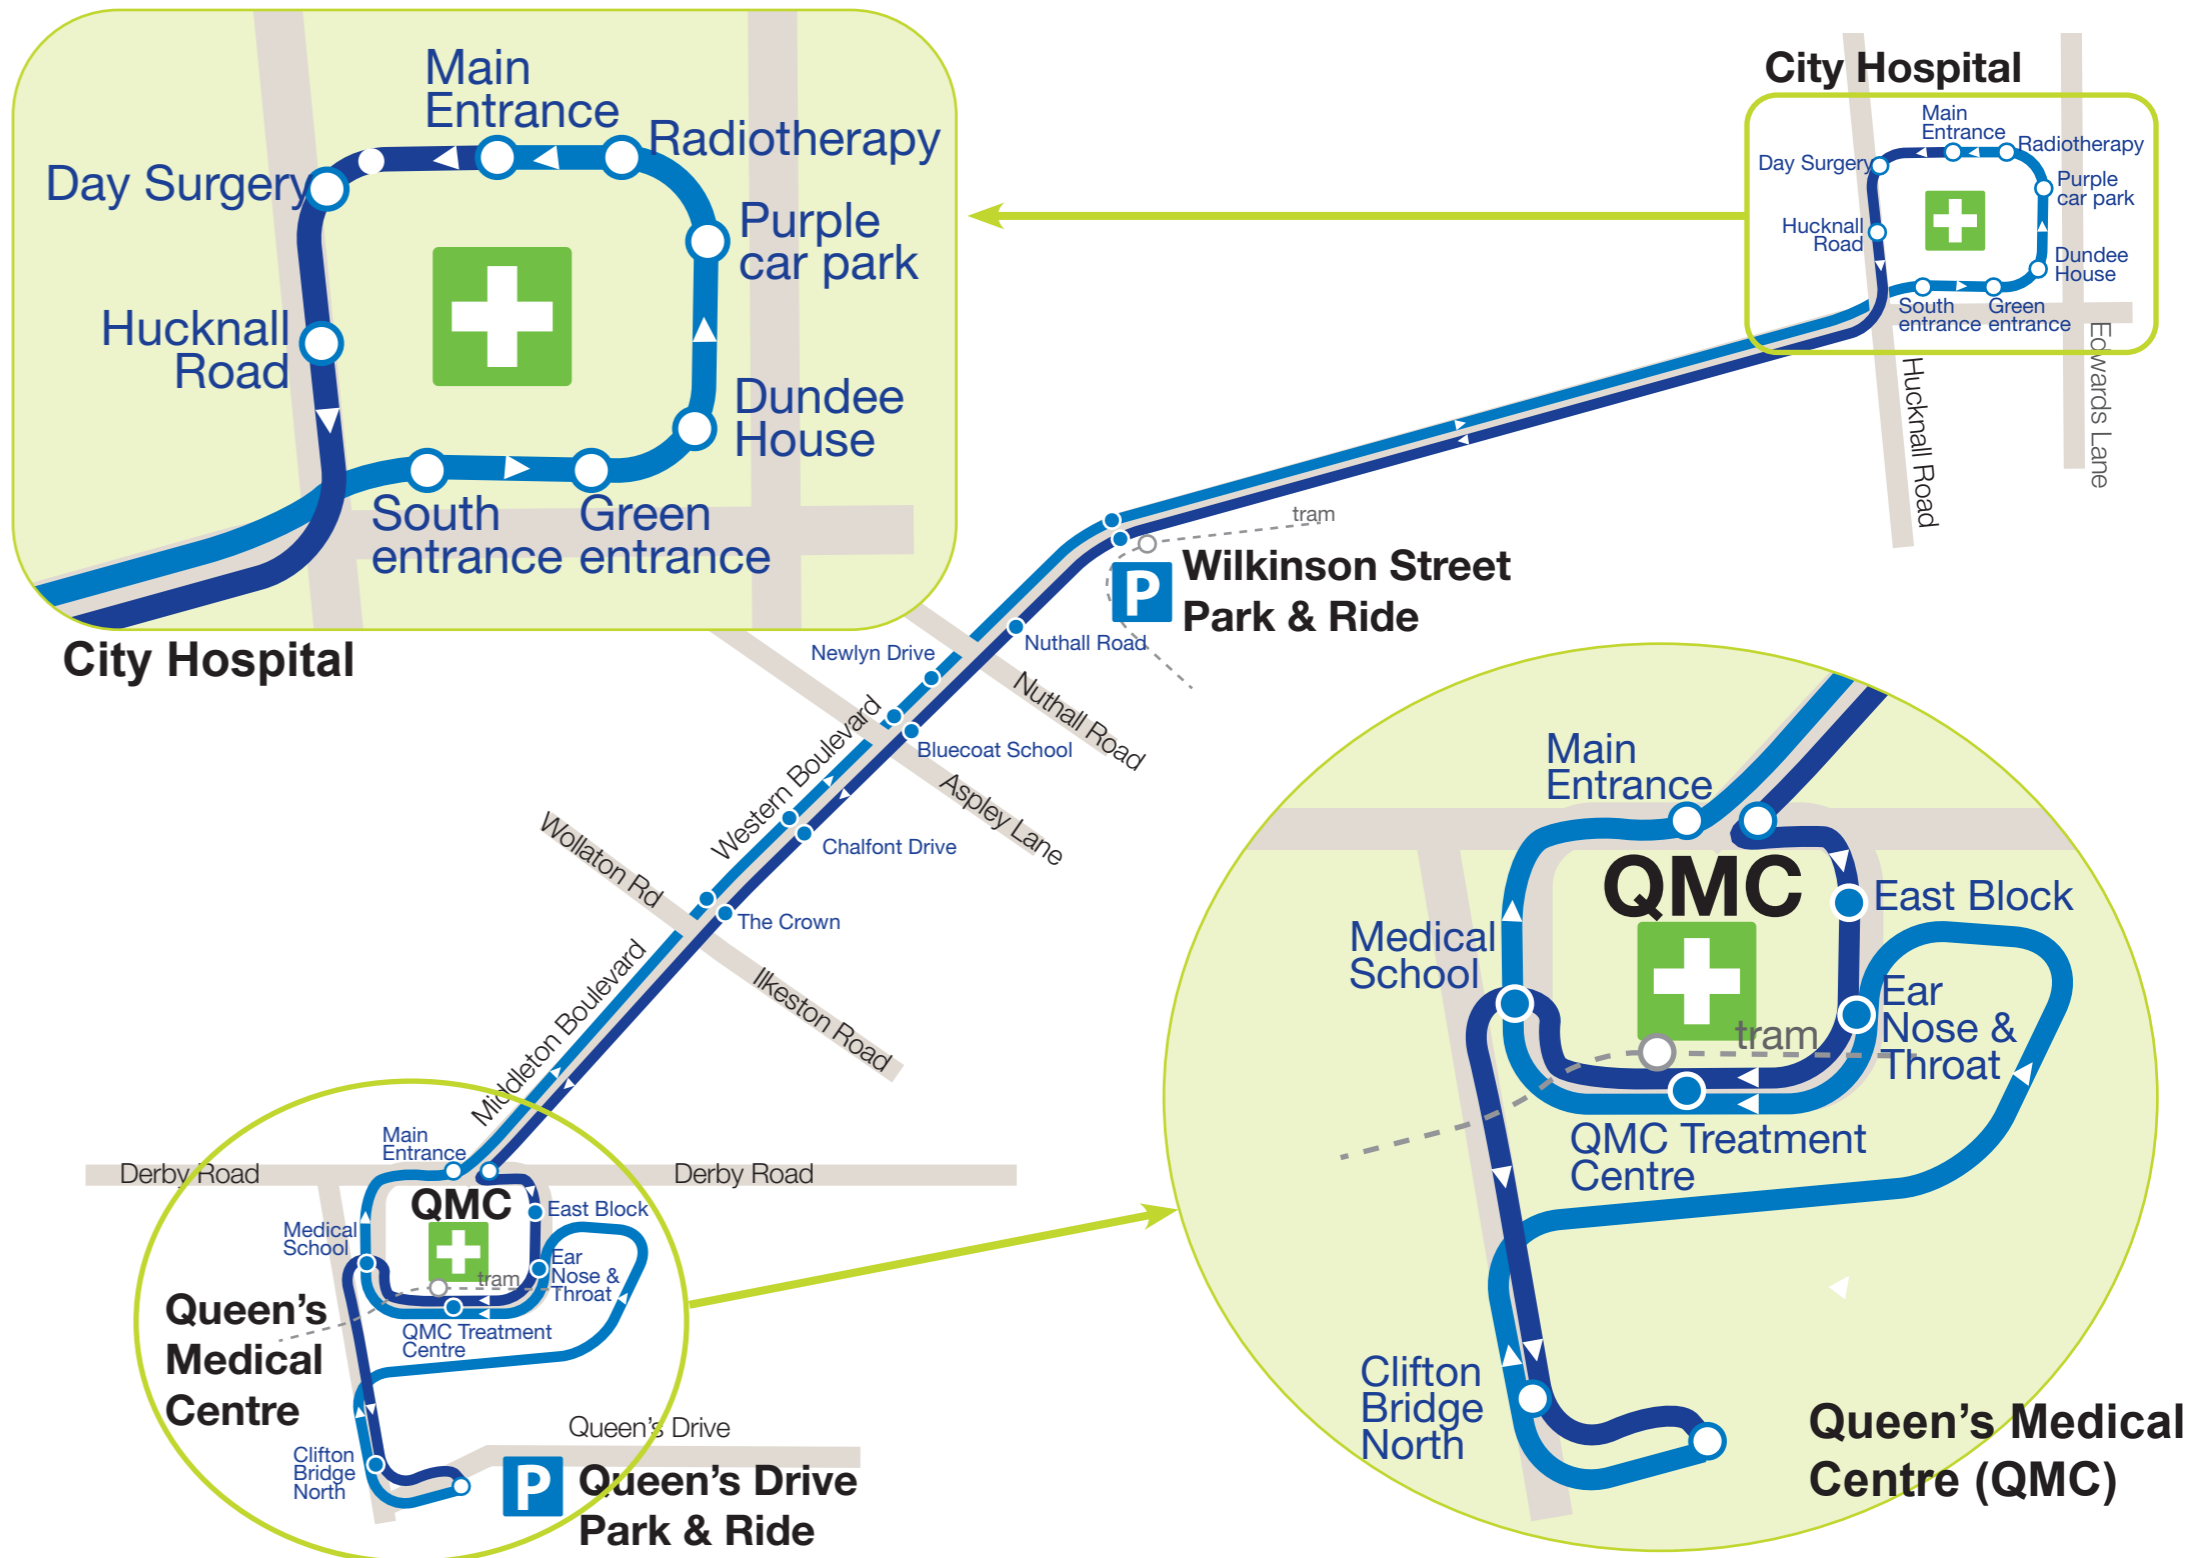 Main
Entrance
Radiotherapy
Day Surgery
Purple
car park
Hucknall
Road
Dundee
House
South
entrance
Green
entrance
City Hospital
City Hospital
Main
Entrance
Radiotherapy
Day Surgery
Purple
car park
Hucknall
Road
Dundee
House
South
entrance
Green
entrance
Hucknall Road
Edwards Lane
tram
P
Wilkinson Street
Park & Ride
Nuthall Road
Newlyn Drive
Nuthall Road
Western Boulevard
Bluecoat School
Aspley Lane
Chalfont Drive
Wollaton Rd
The Crown
Ilkeston Road
Middleton Boulevard
Main
Entrance
Derby Road
Derby Road
QMC
East Block
Medical
School
Ear
Nose &
Throat
tram
QMC Treatment
Centre
Queen's
Medical
Centre
Clifton
Bridge
North
Queen's Drive
P
Queen's Drive
Park & Ride
Main
Entrance
QMC
East Block
Medical
School
Ear
Nose &
Throat
tram
QMC Treatment
Centre
Clifton
Bridge
North
Queen's Medical
Centre (QMC)